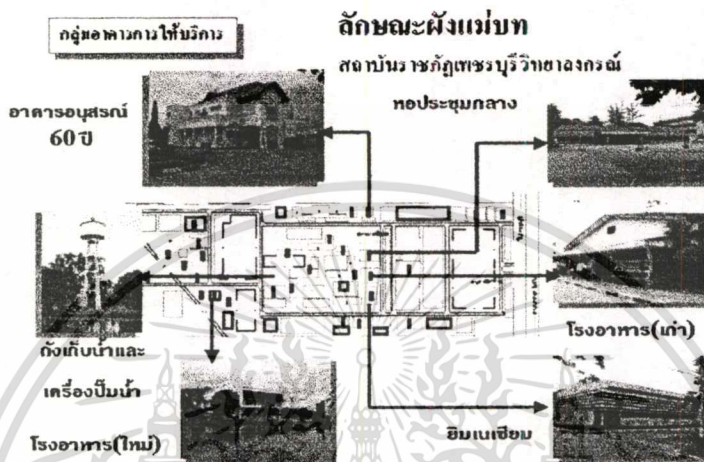 กลุ่มอาคารการให้บริการ
ลักษณะผังแม่บท
สถาบันราชภัฏเพชรบุรีวิทยาลงกรณ์
อาคารอนุสรณ์
60 ปี
หอประชุมกลาง
ถังเก็บน้ำและ
เครื่องปั๊มน้ำ
โรงอาหาร(เก่า)
โรงอาหาร(ใหม่)
ยิมเนเซียม